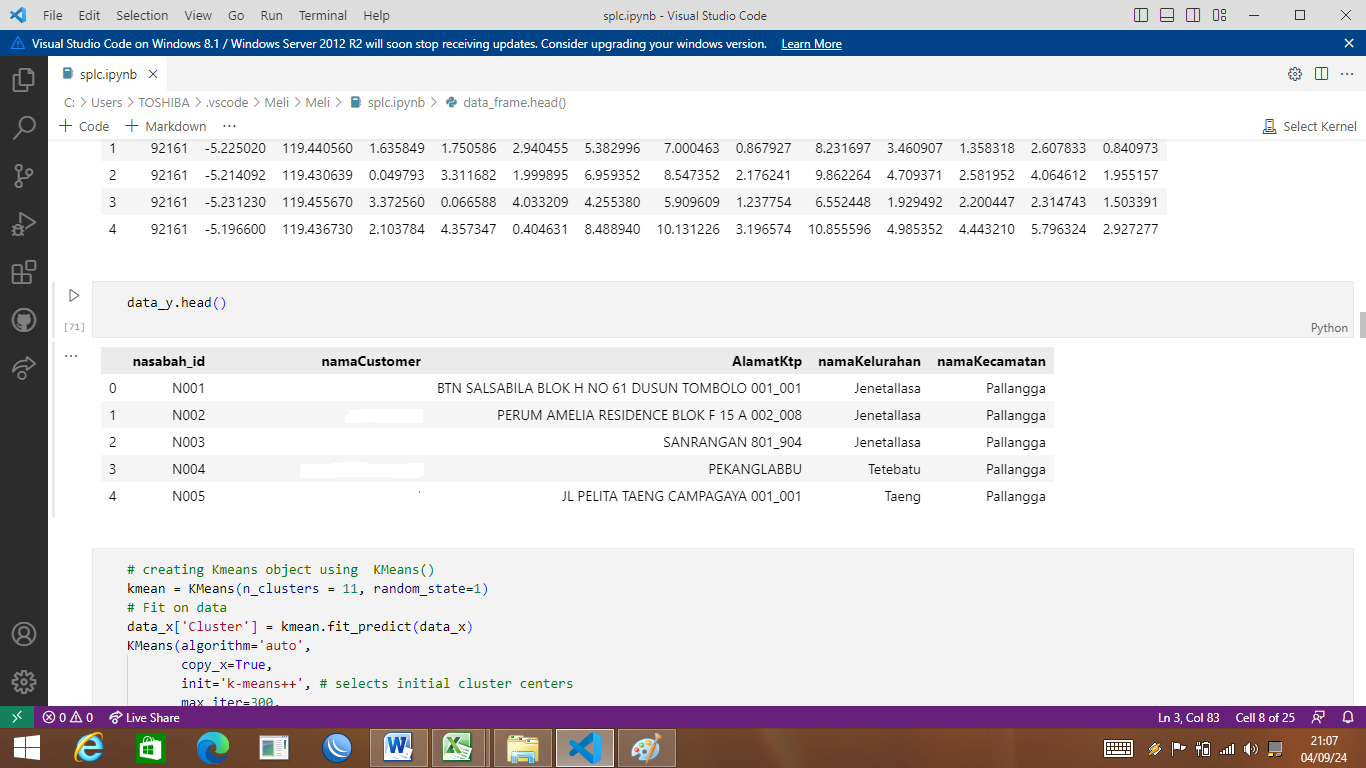 File Edit Selection View Go Run Terminal Help splc.ipynb - Visual Studio Code
Visual Studio Code on Windows 8.1 / Windows Server 2012 R2 will soon stop receiving updates. Consider upgrading your windows version. Learn More
splc.ipynb
C: > Users > TOSHIBA > .vscode > Meli > Meli > splc.ipynb > data_frame.head()
+ Code + Markdown ... Select Kernel
1 92161 -5.225020 119.440560 1.635849 1.750586 2.940455 5.382996 7.000463 0.867927 8.231697 3.460907 1.358318 2.607833 0.840973
2 92161 -5.214092 119.430639 0.049793 3.311682 1.999895 6.959352 8.547352 2.176241 9.862264 4.709371 2.581952 4.064612 1.955157
3 92161 -5.231230 119.455670 3.372560 0.066588 4.033209 4.255380 5.909609 1.237754 6.552448 1.929492 2.200447 2.314743 1.503391
4 92161 -5.196600 119.436730 2.103784 4.357347 0.404631 8.488940 10.131226 3.196574 10.855596 4.985352 4.443210 5.796324 2.927277
data_y.head()
[71] Python
nasabah_id namaCustomer AlamatKtp namaKelurahan namaKecamatan
0 N001 BTN SALSABILA BLOK H NO 61 DUSUN TOMBOLO 001_001 Jenetallasa Pallangga
1 N002 PERUM AMELIA RESIDENCE BLOK F 15 A 002_008 Jenetallasa Pallangga
2 N003 SANRANGAN 801_904 Jenetallasa Pallangga
3 N004 PEKANGLABBU Tetebatu Pallangga
4 N005 JL PELITA TAENG CAMPAGAYA 001_001 Taeng Pallangga
# creating Kmeans object using  KMeans()
kmean = KMeans(n_clusters = 11, random_state=1)
# Fit on data
data_x['Cluster'] = kmean.fit_predict(data_x)
KMeans(algorithm='auto',
copy_x=True,
init='k-means++', # selects initial cluster centers
max_iter=300,
0 0 Live Share Ln 3, Col 83 Cell 8 of 25
21:07
04/09/24